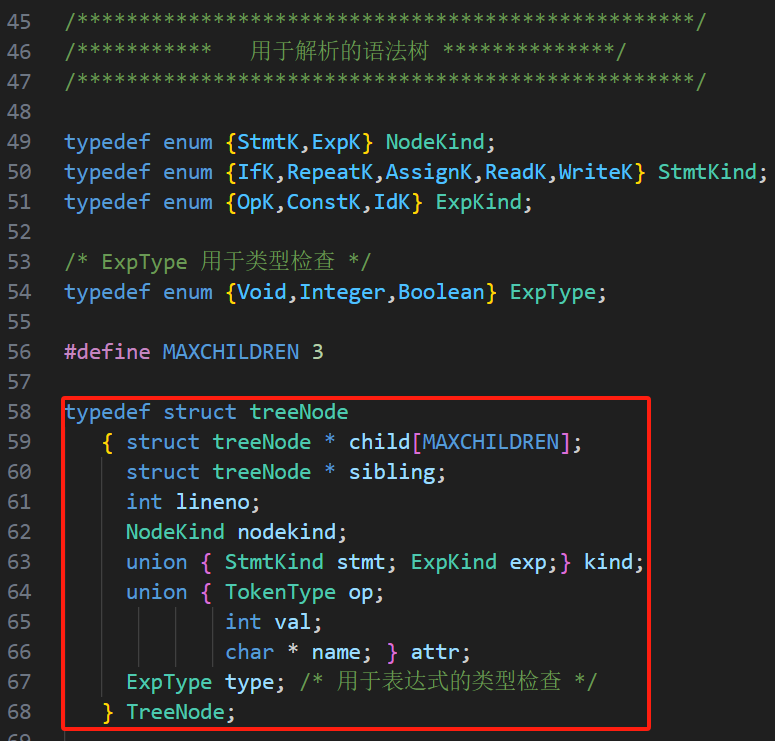 45 /**************************************************/
46 /***********   用于解析的语法树 **************/
47 /**************************************************/
48
49 typedef enum {StmtK,ExpK} NodeKind;
50 typedef enum {IfK,RepeatK,AssignK,ReadK,WriteK} StmtKind;
51 typedef enum {OpK,ConstK,IdK} ExpKind;
52
53 /* ExpType 用于类型检查 */
54 typedef enum {Void,Integer,Boolean} ExpType;
55
56 #define MAXCHILDREN 3
57
58 typedef struct treeNode
59    { struct treeNode * child[MAXCHILDREN];
60      struct treeNode * sibling;
61      int lineno;
62      NodeKind nodekind;
63      union { StmtKind stmt; ExpKind exp;} kind;
64      union { TokenType op;
65              int val;
66              char * name; } attr;
67      ExpType type; /* 用于表达式的类型检查 */
68    } TreeNode;
69